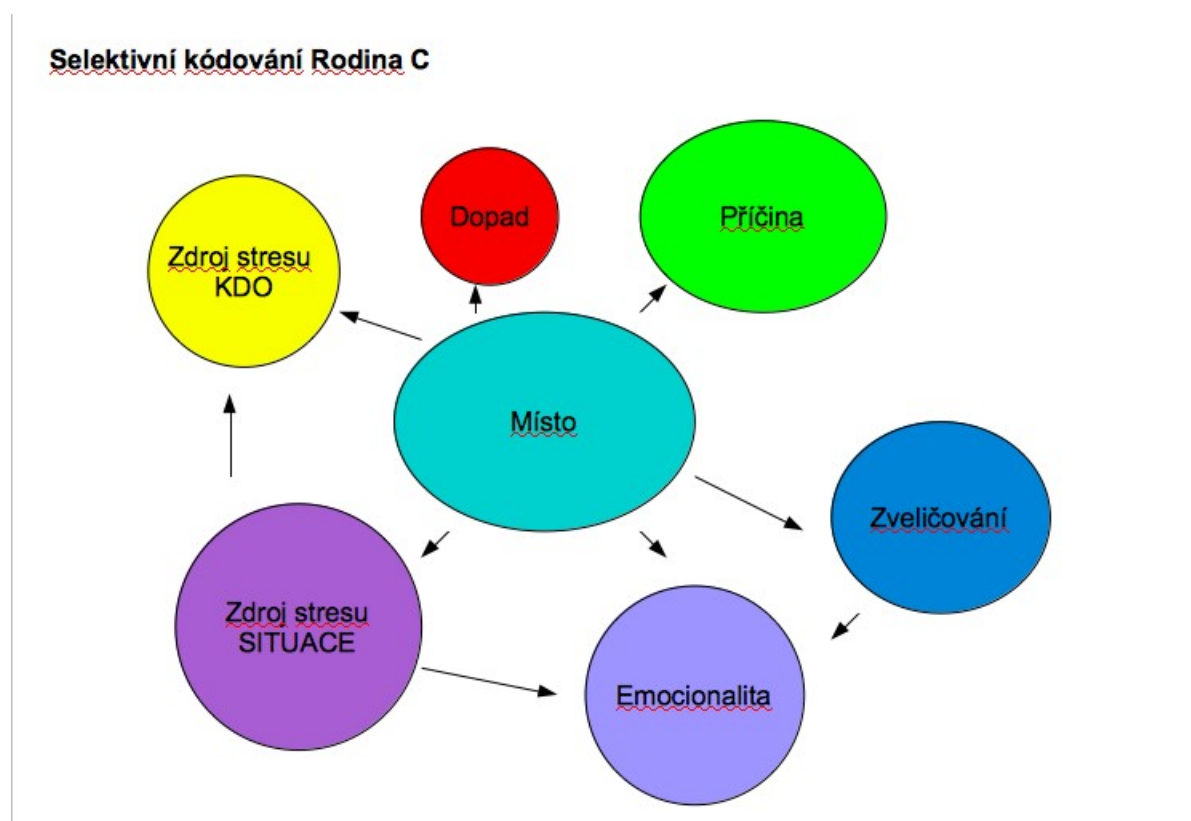 Selektivní kódování Rodina C
Dopad
Příčina
Zdroj stresu
KDO
Místo
Zveličování
Zdroj stresu
SITUACE
Emocionalita